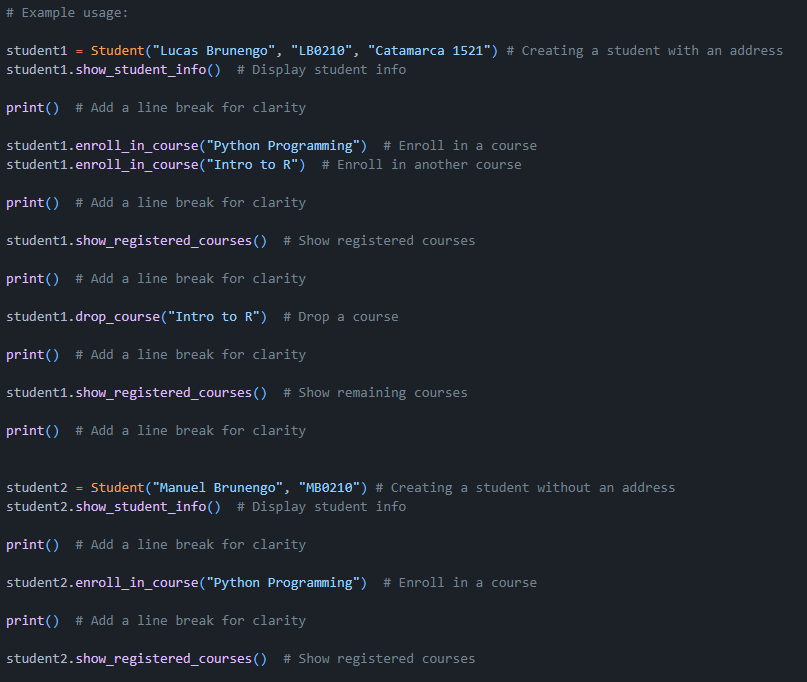 # Example usage:
student1 = Student("Lucas Brunengo", "LB0210", "Catamarca 1521") # Creating a student with an address
student1.show_student_info()  # Display student info
print()  # Add a line break for clarity
student1.enroll_in_course("Python Programming")  # Enroll in a course
student1.enroll_in_course("Intro to R")  # Enroll in another course
print()  # Add a line break for clarity
student1.show_registered_courses()  # Show registered courses
print()  # Add a line break for clarity
student1.drop_course("Intro to R")  # Drop a course
print()  # Add a line break for clarity
student1.show_registered_courses()  # Show remaining courses
print()  # Add a line break for clarity
student2 = Student("Manuel Brunengo", "MB0210") # Creating a student without an address
student2.show_student_info()  # Display student info
print()  # Add a line break for clarity
student2.enroll_in_course("Python Programming")  # Enroll in a course
print()  # Add a line break for clarity
student2.show_registered_courses()  # Show registered courses